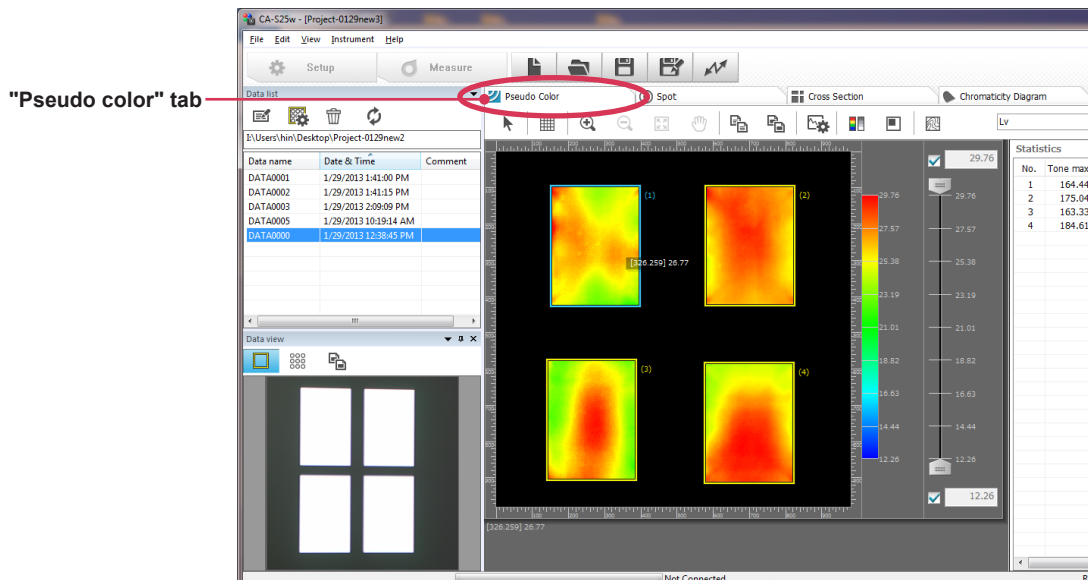 CA-S25w - [Project-0129new3]
File Edit View Instrument Help
Setup Measure
"Pseudo color" tab
Data list
Pseudo Color Spot Cross Section Chromaticity Diagram
Lv
I:\Users\hin\Desktop\Project-0129new2
Data name Date & Time Comment
DATA0001 1/29/2013 1:41:00 PM
DATA0002 1/29/2013 1:41:15 PM
DATA0003 1/29/2013 2:09:09 PM
DATA0005 1/29/2013 10:19:14 AM
DATA0000 1/29/2013 12:38:45 PM
Data view
(1)
(2)
[326.259] 26.77
(3)
(4)
29.76
27.57
25.38
23.19
21.01
18.82
16.63
14.44
12.26
29.76
29.76
27.57
25.38
23.19
21.01
18.82
16.63
14.44
12.26
12.26
Statistics
No. Tone max
1 164.44
2 175.04
3 163.33
4 184.61
[326.259] 26.77
Not Connected